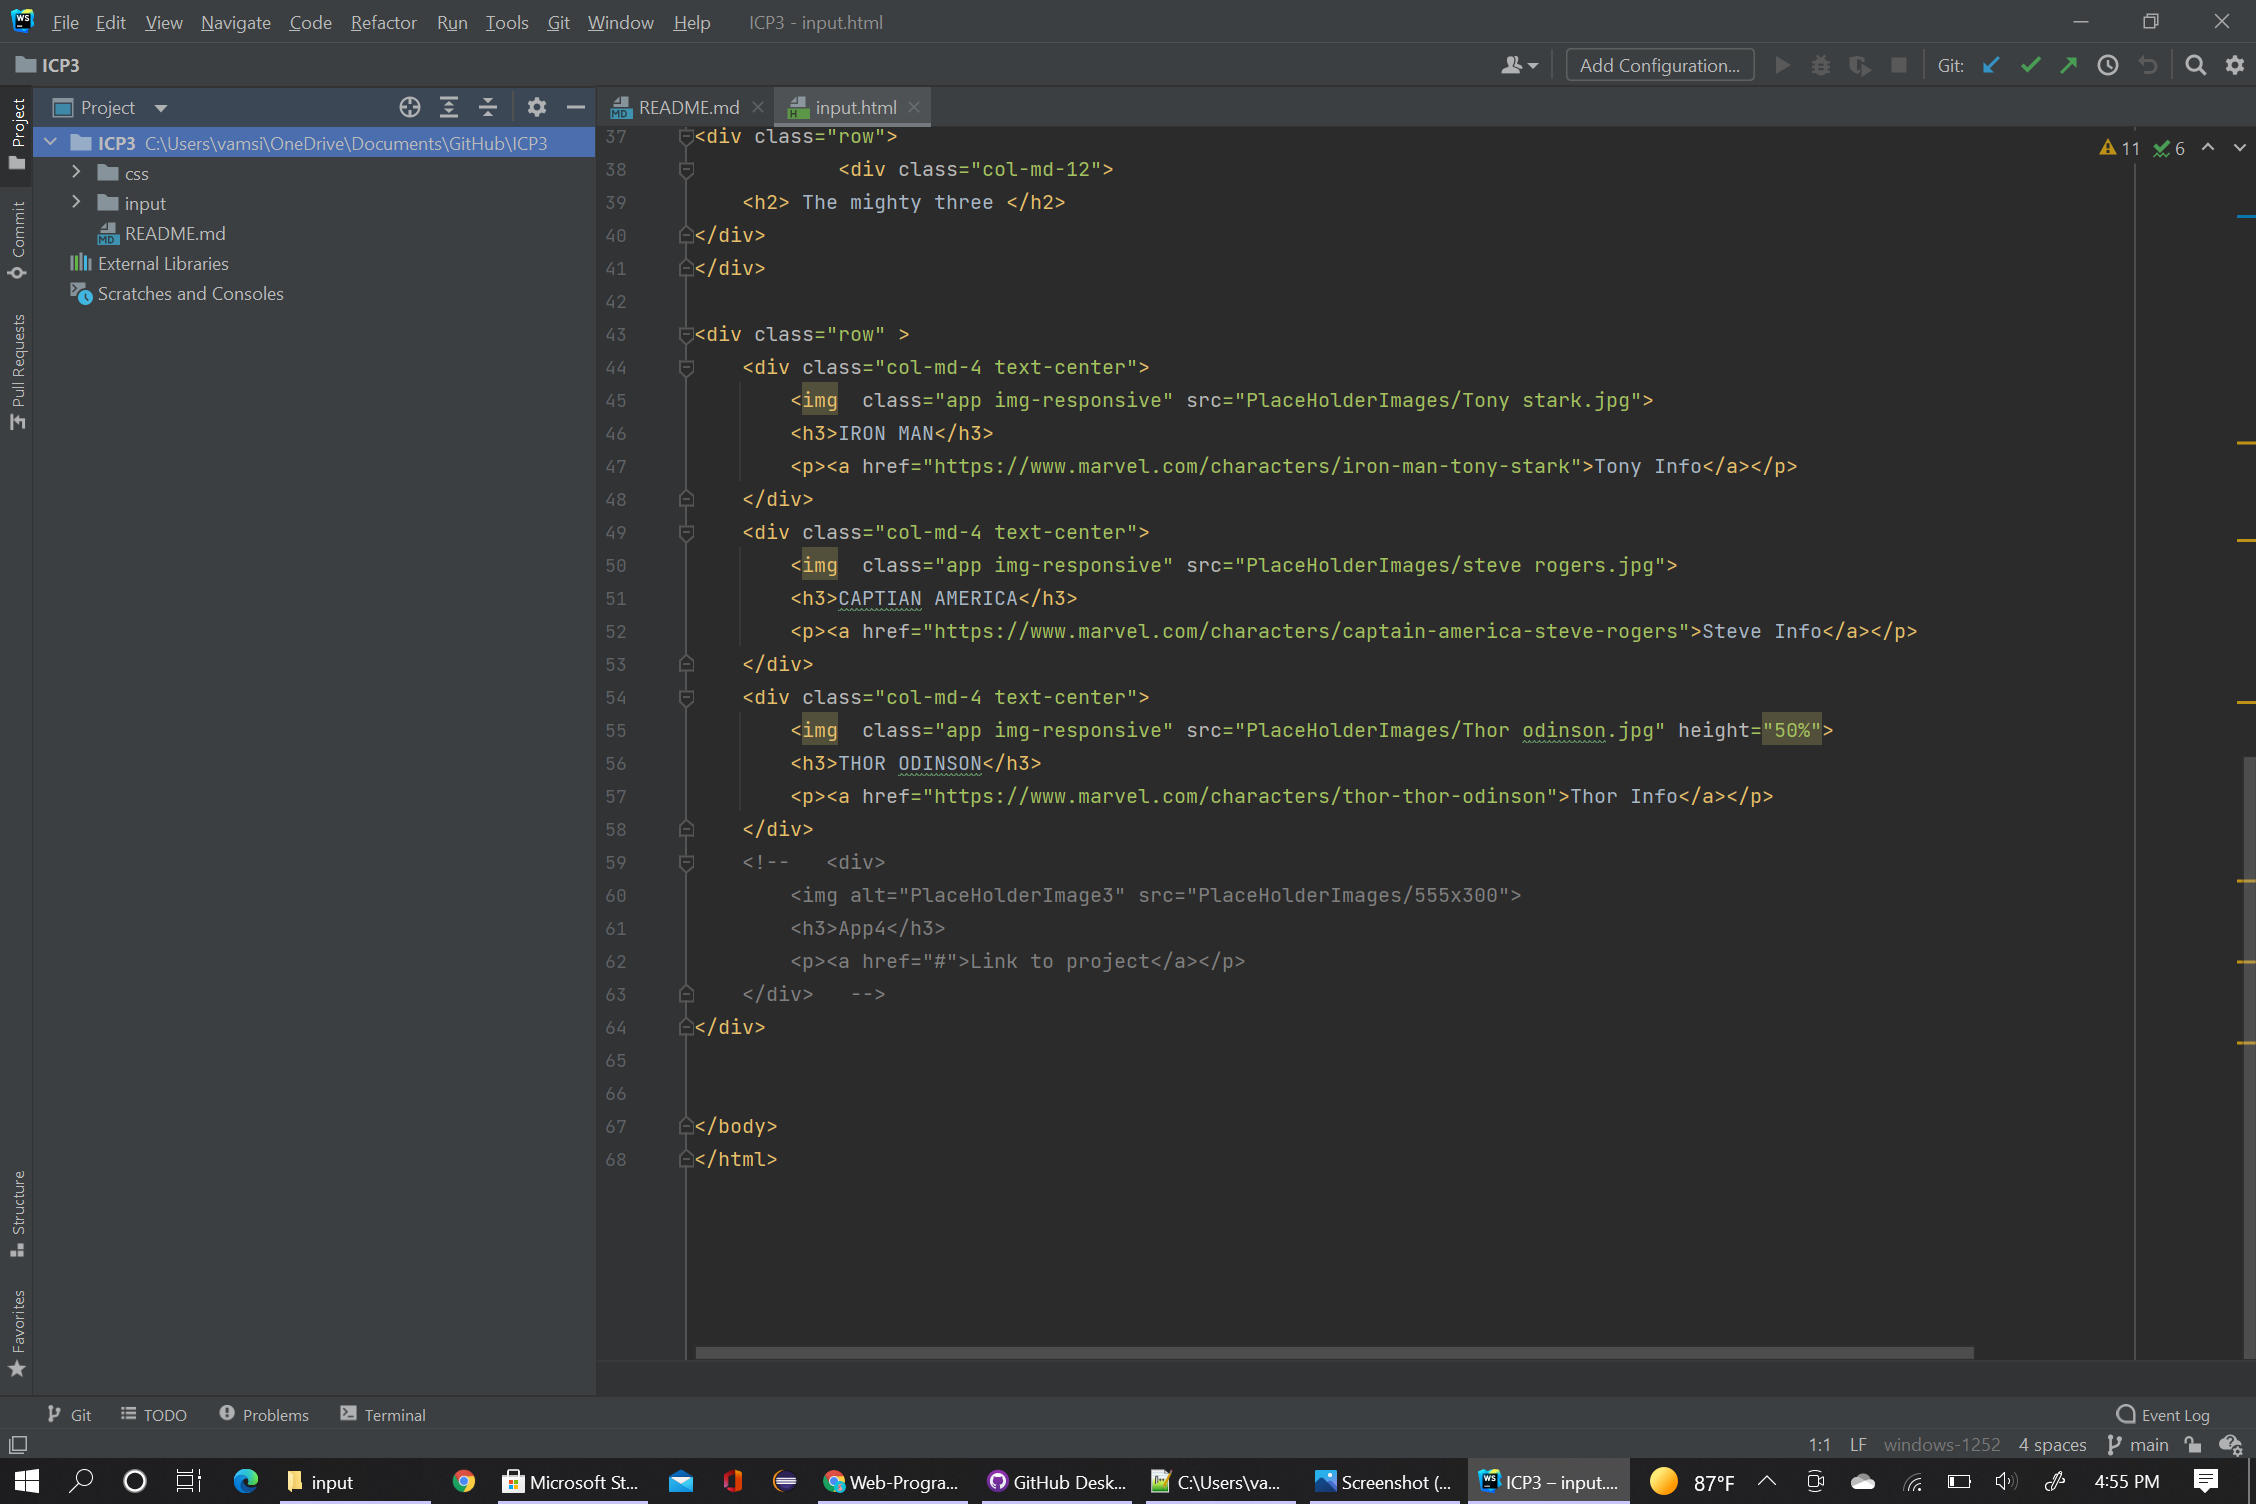 WS File Edit View Navigate Code Refactor Run Tools Git Window Help ICP3 - input.html
ICP3 Add Configuration... Git:
Project README.md input.html
ICP3 C:\Users\vamsi\OneDrive\Documents\GitHub\ICP3
css
input
README.md
External Libraries
Scratches and Consoles
Project
Commit
Pull Requests
Structure
Favorites
11 6
37 <div class="row">
38 <div class="col-md-12">
39 <h2> The mighty three </h2>
40 </div>
41 </div>
42
43 <div class="row" >
44 <div class="col-md-4 text-center">
45 <img  class="app img-responsive" src="PlaceHolderImages/Tony stark.jpg">
46 <h3>IRON MAN</h3>
47 <p><a href="https://www.marvel.com/characters/iron-man-tony-stark">Tony Info</a></p>
48 </div>
49 <div class="col-md-4 text-center">
50 <img  class="app img-responsive" src="PlaceHolderImages/steve rogers.jpg">
51 <h3>CAPTIAN AMERICA</h3>
52 <p><a href="https://www.marvel.com/characters/captain-america-steve-rogers">Steve Info</a></p>
53 </div>
54 <div class="col-md-4 text-center">
55 <img  class="app img-responsive" src="PlaceHolderImages/Thor odinson.jpg" height="50%">
56 <h3>THOR ODINSON</h3>
57 <p><a href="https://www.marvel.com/characters/thor-thor-odinson">Thor Info</a></p>
58 </div>
59 <!--   <div>
60 <img alt="PlaceHolderImage3" src="PlaceHolderImages/555x300">
61 <h3>App4</h3>
62 <p><a href="#">Link to project</a></p>
63 </div>   -->
64 </div>
65
66
67 </body>
68 </html>
Git TODO Problems Terminal Event Log
1:1 LF windows-1252 4 spaces main
input Microsoft St... Web-Progra... GitHub Desk... C:\Users\va... Screenshot (... ICP3 – input.... 87°F 4:55 PM